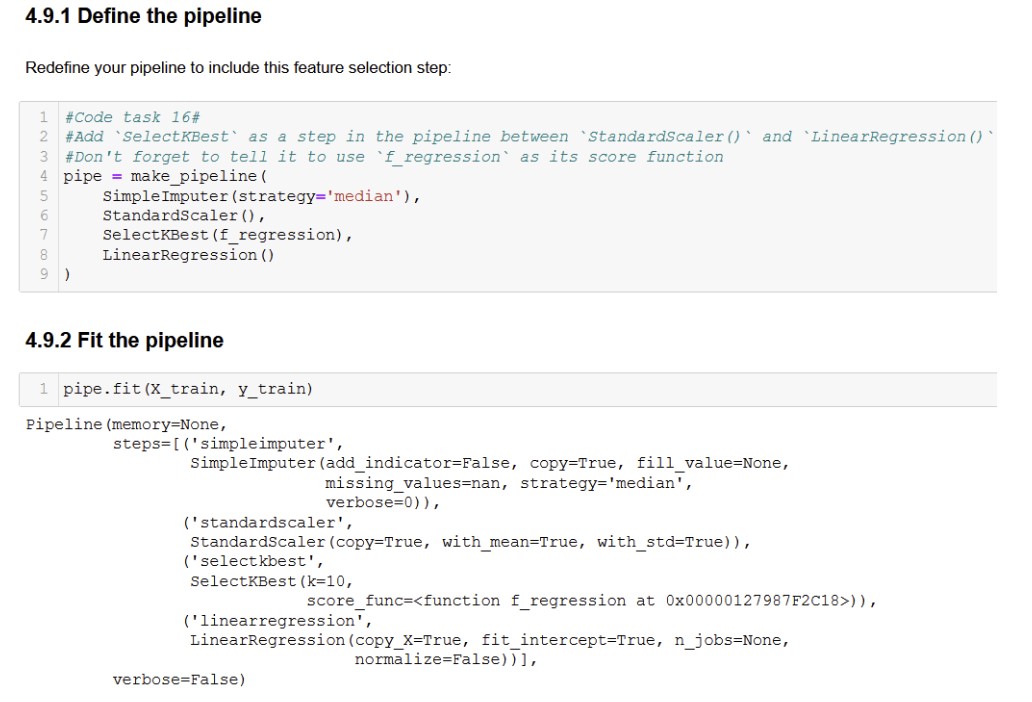 4.9.1 Define the pipeline
Redefine your pipeline to include this feature selection step:
1 #Code task 16#
2 #Add `SelectKBest` as a step in the pipeline between `StandardScaler()` and `LinearRegression()`
3 #Don't forget to tell it to use `f_regression` as its score function
4 pipe = make_pipeline(
5     SimpleImputer(strategy='median'),
6     StandardScaler(),
7     SelectKBest(f_regression),
8     LinearRegression()
9 )
4.9.2 Fit the pipeline
1 pipe.fit(X_train, y_train)
Pipeline(memory=None,
         steps=[('simpleimputer',
                 SimpleImputer(add_indicator=False, copy=True, fill_value=None,
                               missing_values=nan, strategy='median',
                               verbose=0)),
                ('standardscaler',
                 StandardScaler(copy=True, with_mean=True, with_std=True)),
                ('selectkbest',
                 SelectKBest(k=10,
                             score_func=<function f_regression at 0x00000127987F2C18>)),
                ('linearregression',
                 LinearRegression(copy_X=True, fit_intercept=True, n_jobs=None,
                                  normalize=False))],
         verbose=False)